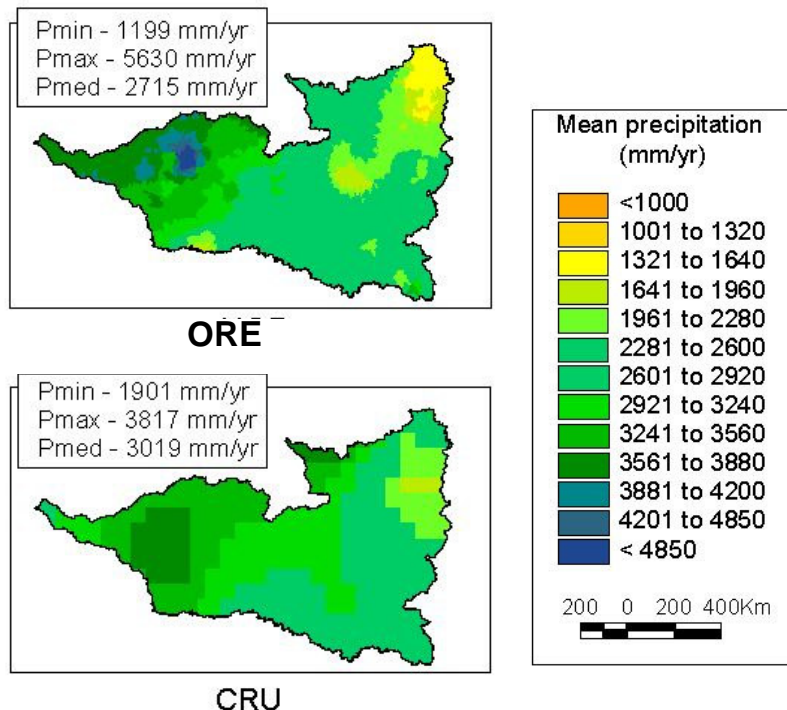 Pmin - 1199 mm/yr
Pmax - 5630 mm/yr
Pmed - 2715 mm/yr
ORE
Pmin - 1901 mm/yr
Pmax - 3817 mm/yr
Pmed - 3019 mm/yr
CRU
Mean precipitation
(mm/yr)
<1000
1001 to 1320
1321 to 1640
1641 to 1960
1961 to 2280
2281 to 2600
2601 to 2920
2921 to 3240
3241 to 3560
3561 to 3880
3881 to 4200
4201 to 4850
< 4850
200 0 200 400Km